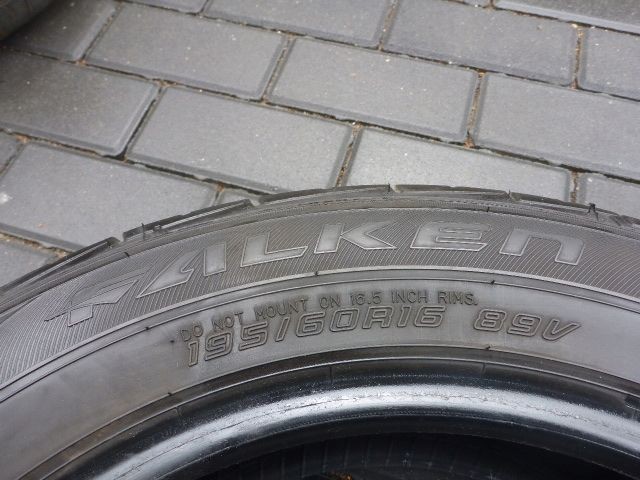 FALKEN
DO NOT MOUNT ON 16.5 INCH RIMS.
195/60R16 89V